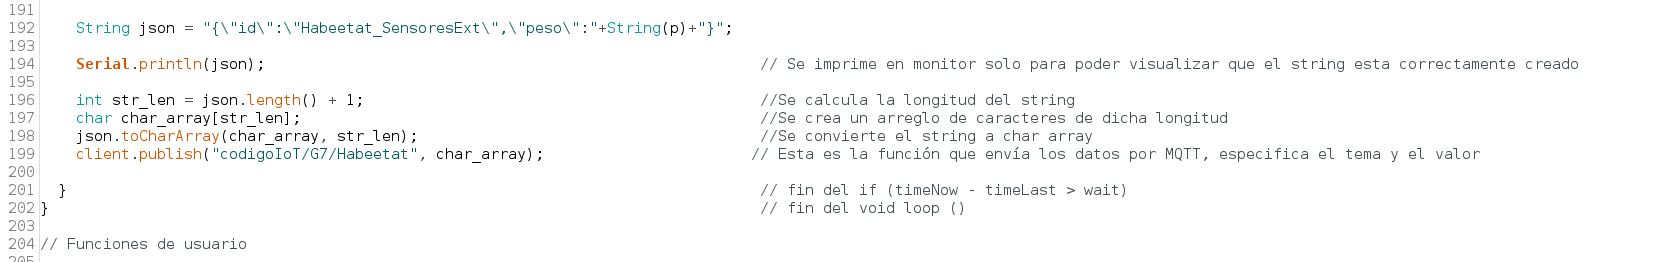 191
192 String json = "{\"id\":\"Habeetat_SensoresExt\",\"peso\":"+String(p)+"}";
193
194 Serial.println(json); // Se imprime en monitor solo para poder visualizar que el string esta correctamente creado
195
196 int str_len = json.length() + 1; //Se calcula la longitud del string
197 char char_array[str_len]; //Se crea un arreglo de caracteres de dicha longitud
198 json.toCharArray(char_array, str_len); //Se convierte el string a char array
199 client.publish("codigoIoT/G7/Habeetat", char_array); // Esta es la función que envía los datos por MQTT, especifica el tema y el valor
200
201 } // fin del if (timeNow - timeLast > wait)
202 } // fin del void loop ()
203
204 // Funciones de usuario
205